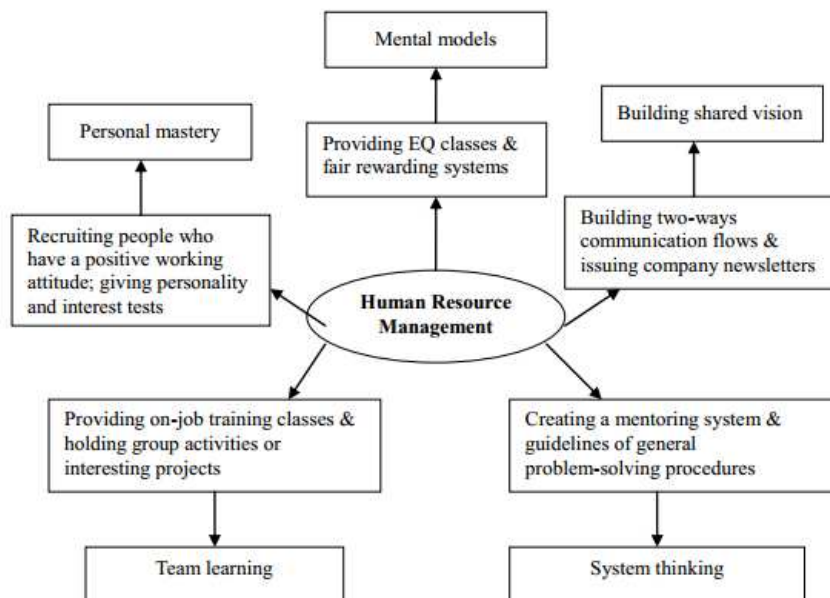 Mental models
Personal mastery
Building shared vision
Providing EQ classes &
fair rewarding systems
Recruiting people who
have a positive working
attitude; giving personality
and interest tests
Building two-ways
communication flows &
issuing company newsletters
Human Resource
Management
Providing on-job training classes &
holding group activities or
interesting projects
Creating a mentoring system &
guidelines of general
problem-solving procedures
Team learning
System thinking